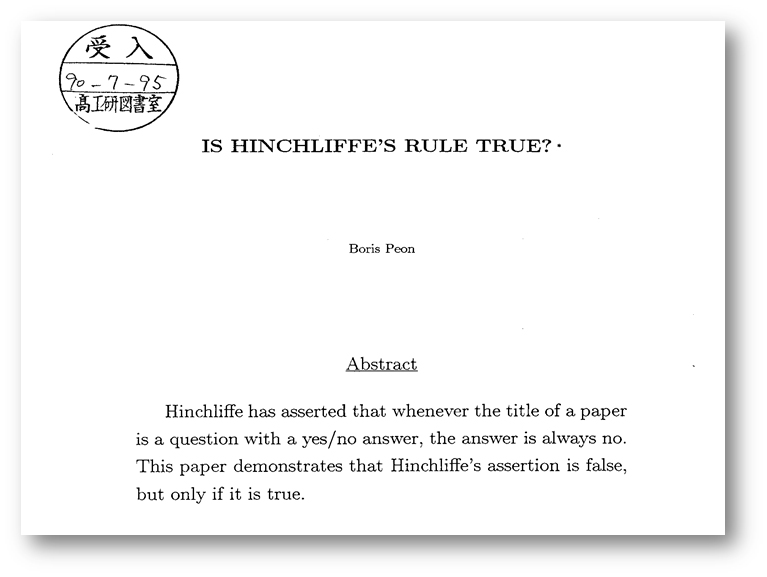 受入
90-7-95
高工研図書室
IS HINCHLIFFE'S RULE TRUE? ·
Boris Peon
Abstract
Hinchliffe has asserted that whenever the title of a paper
is a question with a yes/no answer, the answer is always no.
This paper demonstrates that Hinchliffe's assertion is false,
but only if it is true.